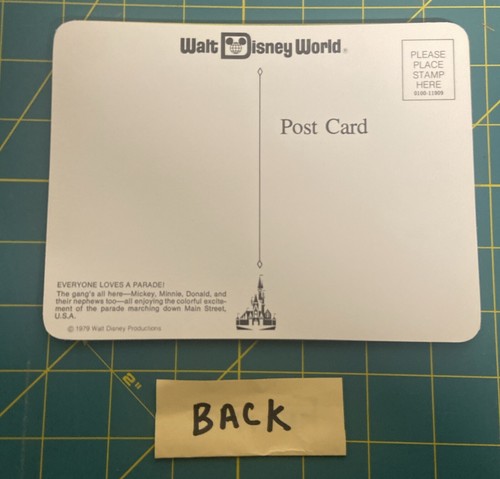 Walt Disney World®
PLEASE
PLACE
STAMP
HERE
0100-11809
Post Card
EVERYONE LOVES A PARADE!
The gang's all here—Mickey, Minnie, Donald, and
their nephews too—all enjoying the colorful excite-
ment of the parade marching down Main Street,
U.S.A.
© 1979 Walt Disney Productions
2"
BACK